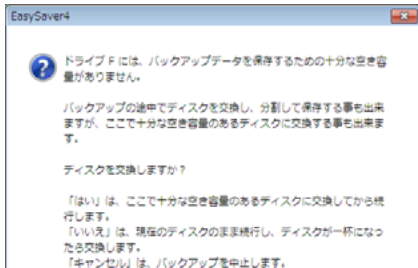 EasySaver4
ドライブ F には、バックアップデータを保存するための十分な空き容
量がありません。
バックアップの途中でディスクを交換し、分割して保存する事も出来
ますが、ここで十分な空き容量のあるディスクに交換する事も出来ま
す。
ディスクを交換しますか？
「はい」は、ここで十分な空き容量のあるディスクに交換してから続
行します。
「いいえ」は、現在のディスクのまま続行し、ディスクが一杯になっ
たら交換します。
「キャンセル」は、バックアップを中止します。